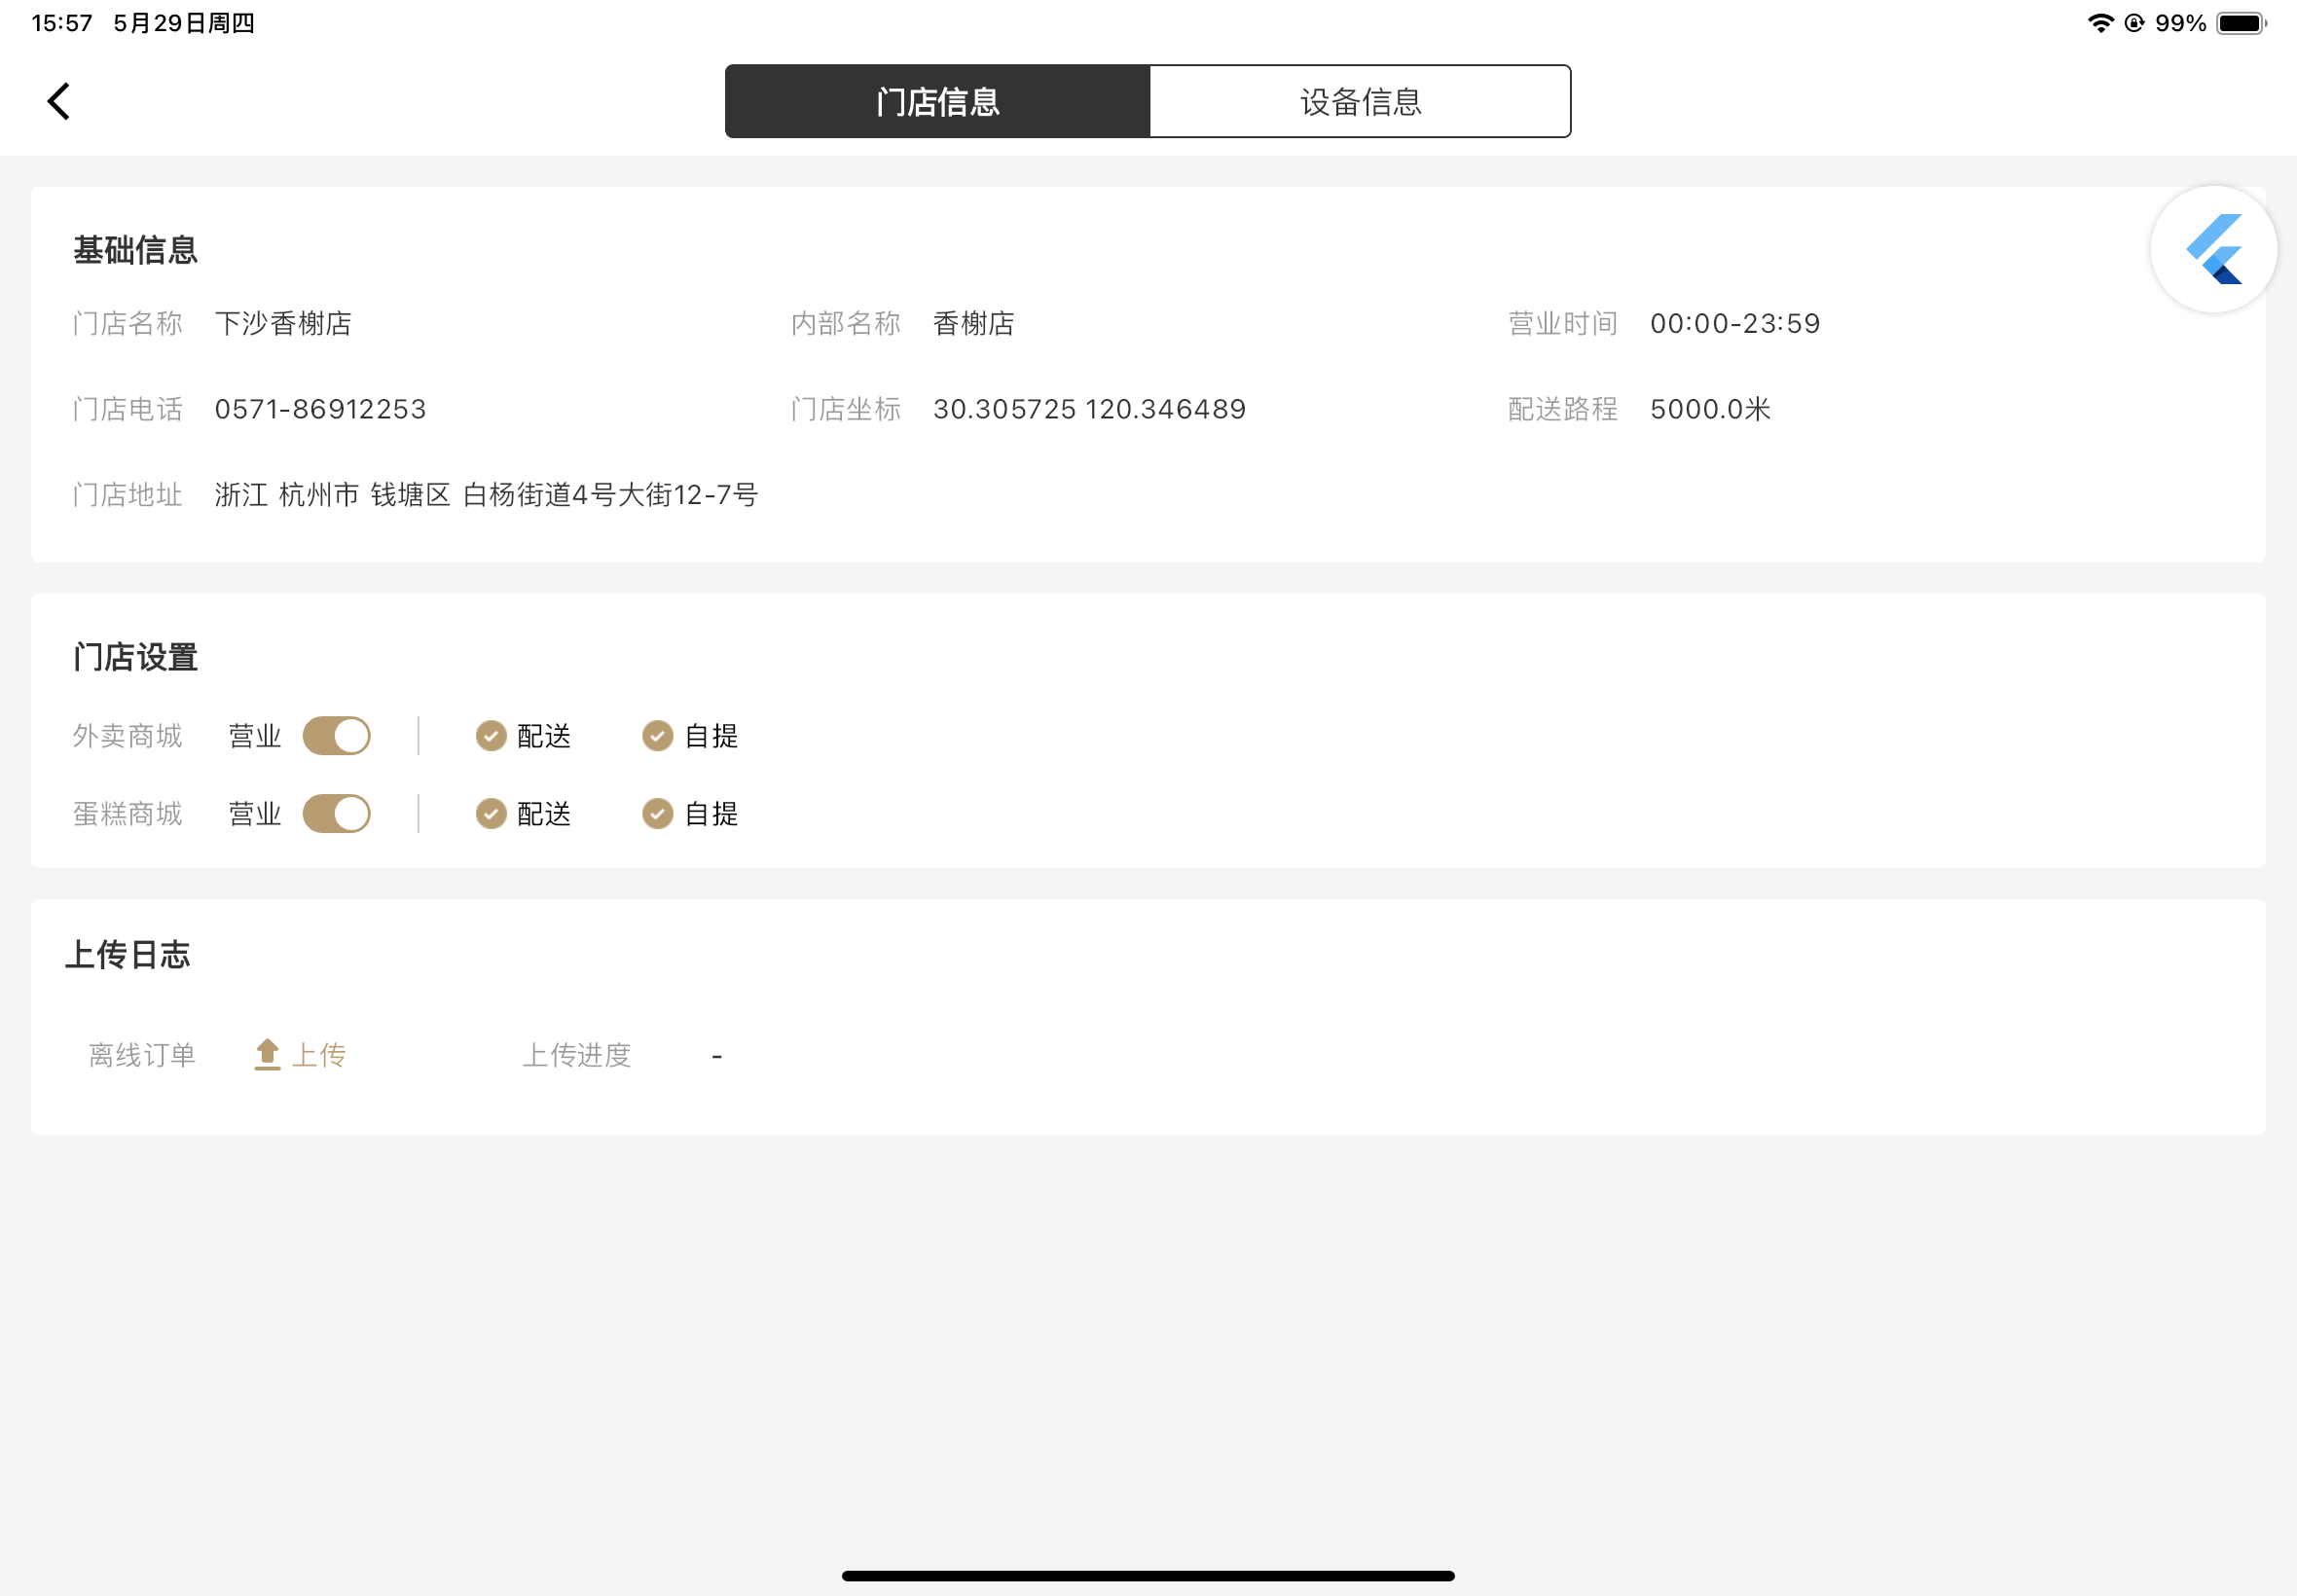 15:57 5月29日周四 99%
门店信息 设备信息
基础信息
门店名称 下沙香榭店 内部名称 香榭店 营业时间 00:00-23:59
门店电话 0571-86912253 门店坐标 30.305725 120.346489 配送路程 5000.0米
门店地址 浙江 杭州市 钱塘区 白杨街道4号大街12-7号
门店设置
外卖商城 营业 配送 自提
蛋糕商城 营业 配送 自提
上传日志
离线订单 上传 上传进度 -